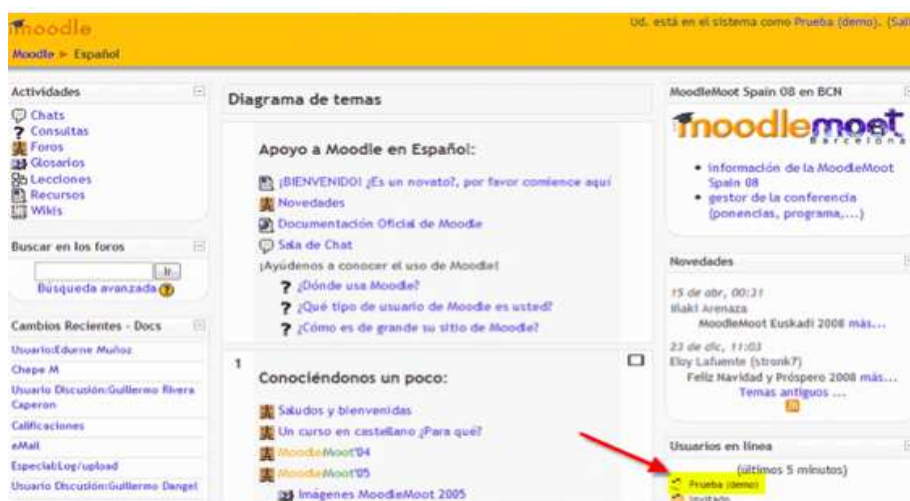 moodle
Ud. está en el sistema como Prueba (demo). (Sali
Moodle ► Español
Actividades
Chats
Consultas
Foros
Glosarios
Lecciones
Recursos
Wikis
Buscar en los foros
Ir
Búsqueda avanzada
Cambios Recientes - Docs
Usuario:Edurne Muñoz
Chepe M
Usuario Discusión:Guillermo Rivera
Caperon
Calificaciones
eMail
Especial:Log/upload
Usuario Discusión:Guillermo Dangel
Diagrama de temas
Apoyo a Moodle en Español:
¡BIENVENIDO! ¿Es un novato?, por favor comience aquí
Novedades
Documentación Oficial de Moodle
Sala de Chat
¡Ayúdenos a conocer el uso de Moodle!
¿Dónde usa Moodle?
¿Qué tipo de usuario de Moodle es usted?
¿Cómo es de grande su sitio de Moodle?
1
Conociéndonos un poco:
Saludos y bienvenidas
Un curso en castellano ¿Para qué?
MoodleMoot'04
MoodleMoot'05
Imágenes MoodleMoot 2005
MoodleMoot Spain 08 en BCN
moodlemoot
Barcelona
información de la MoodleMoot
Spain 08
gestor de la conferencia
(ponencias, programa,...)
Novedades
15 de abr, 00:31
Iñaki Arenaza
MoodleMoot Euskadi 2008 más...
23 de dic, 11:03
Eloy Lafuente (stronk7)
Feliz Navidad y Próspero 2008 más...
Temas antiguos ...
Usuarios en línea
(últimos 5 minutos)
Prueba (demo)
Invitado